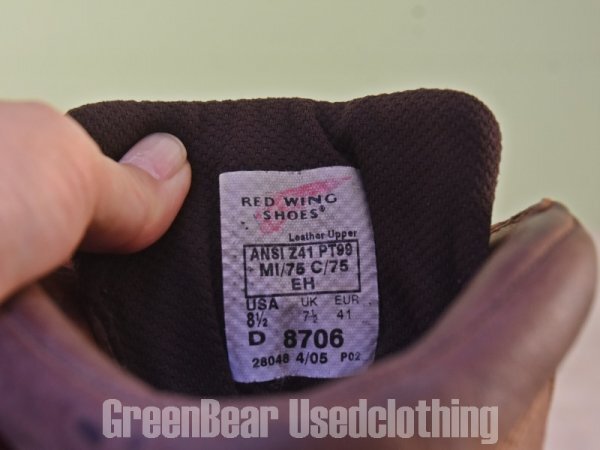 RED WING
SHOES®
Leather Upper
ANSI Z41 PT99
MI/75 C/75
EH
USA UK EUR
8½ 7½ 41
D 8706
28048 4/05 P02
GreenBear Usedclothing